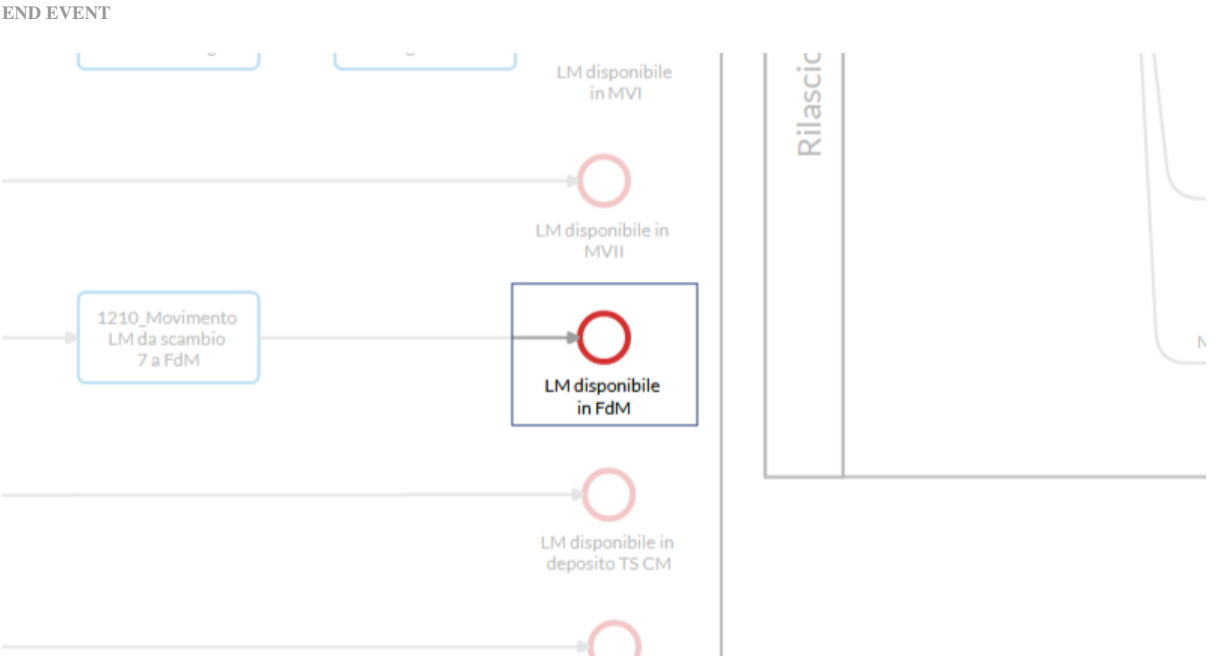 END EVENT
LM disponibile
in MVI
Rilascio
LM disponibile in
MVII
1210_Movimento
LM da scambio
7 a FdM
LM disponibile
in FdM
LM disponibile in
deposito TS CM